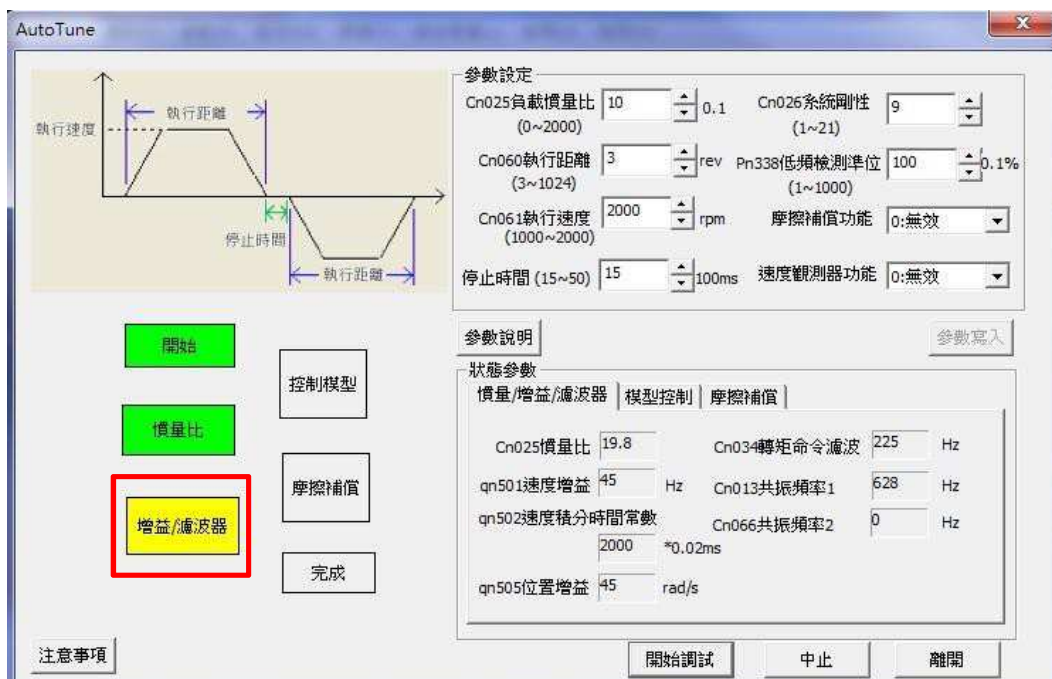 AutoTune
執行距離
執行速度
停止時間
執行距離
參數設定
Cn025負載慣量比 10 0.1
(0~2000)
Cn026系統剛性 9
(1~21)
Cn060執行距離 3 rev
(3~1024)
Pn338低頻檢測準位 100 0.1%
(1~1000)
Cn061執行速度 2000 rpm
(1000~2000)
摩擦補償功能 0:無效
停止時間 (15~50) 15 100ms
速度観測器功能 0:無效
參數說明
參數寫入
開始
慣量比
增益/濾波器
控制模型
摩擦補償
完成
狀態參數
慣量/增益/濾波器 模型控制 摩擦補償
Cn025慣量比 19.8
Cn034轉矩命令濾波 225 Hz
qn501速度增益 45 Hz
Cn013共振頻率1 628 Hz
qn502速度積分時間常數
2000 *0.02ms
Cn066共振頻率2 0 Hz
qn505位置增益 45 rad/s
注意事項
開始調試 中止 離開